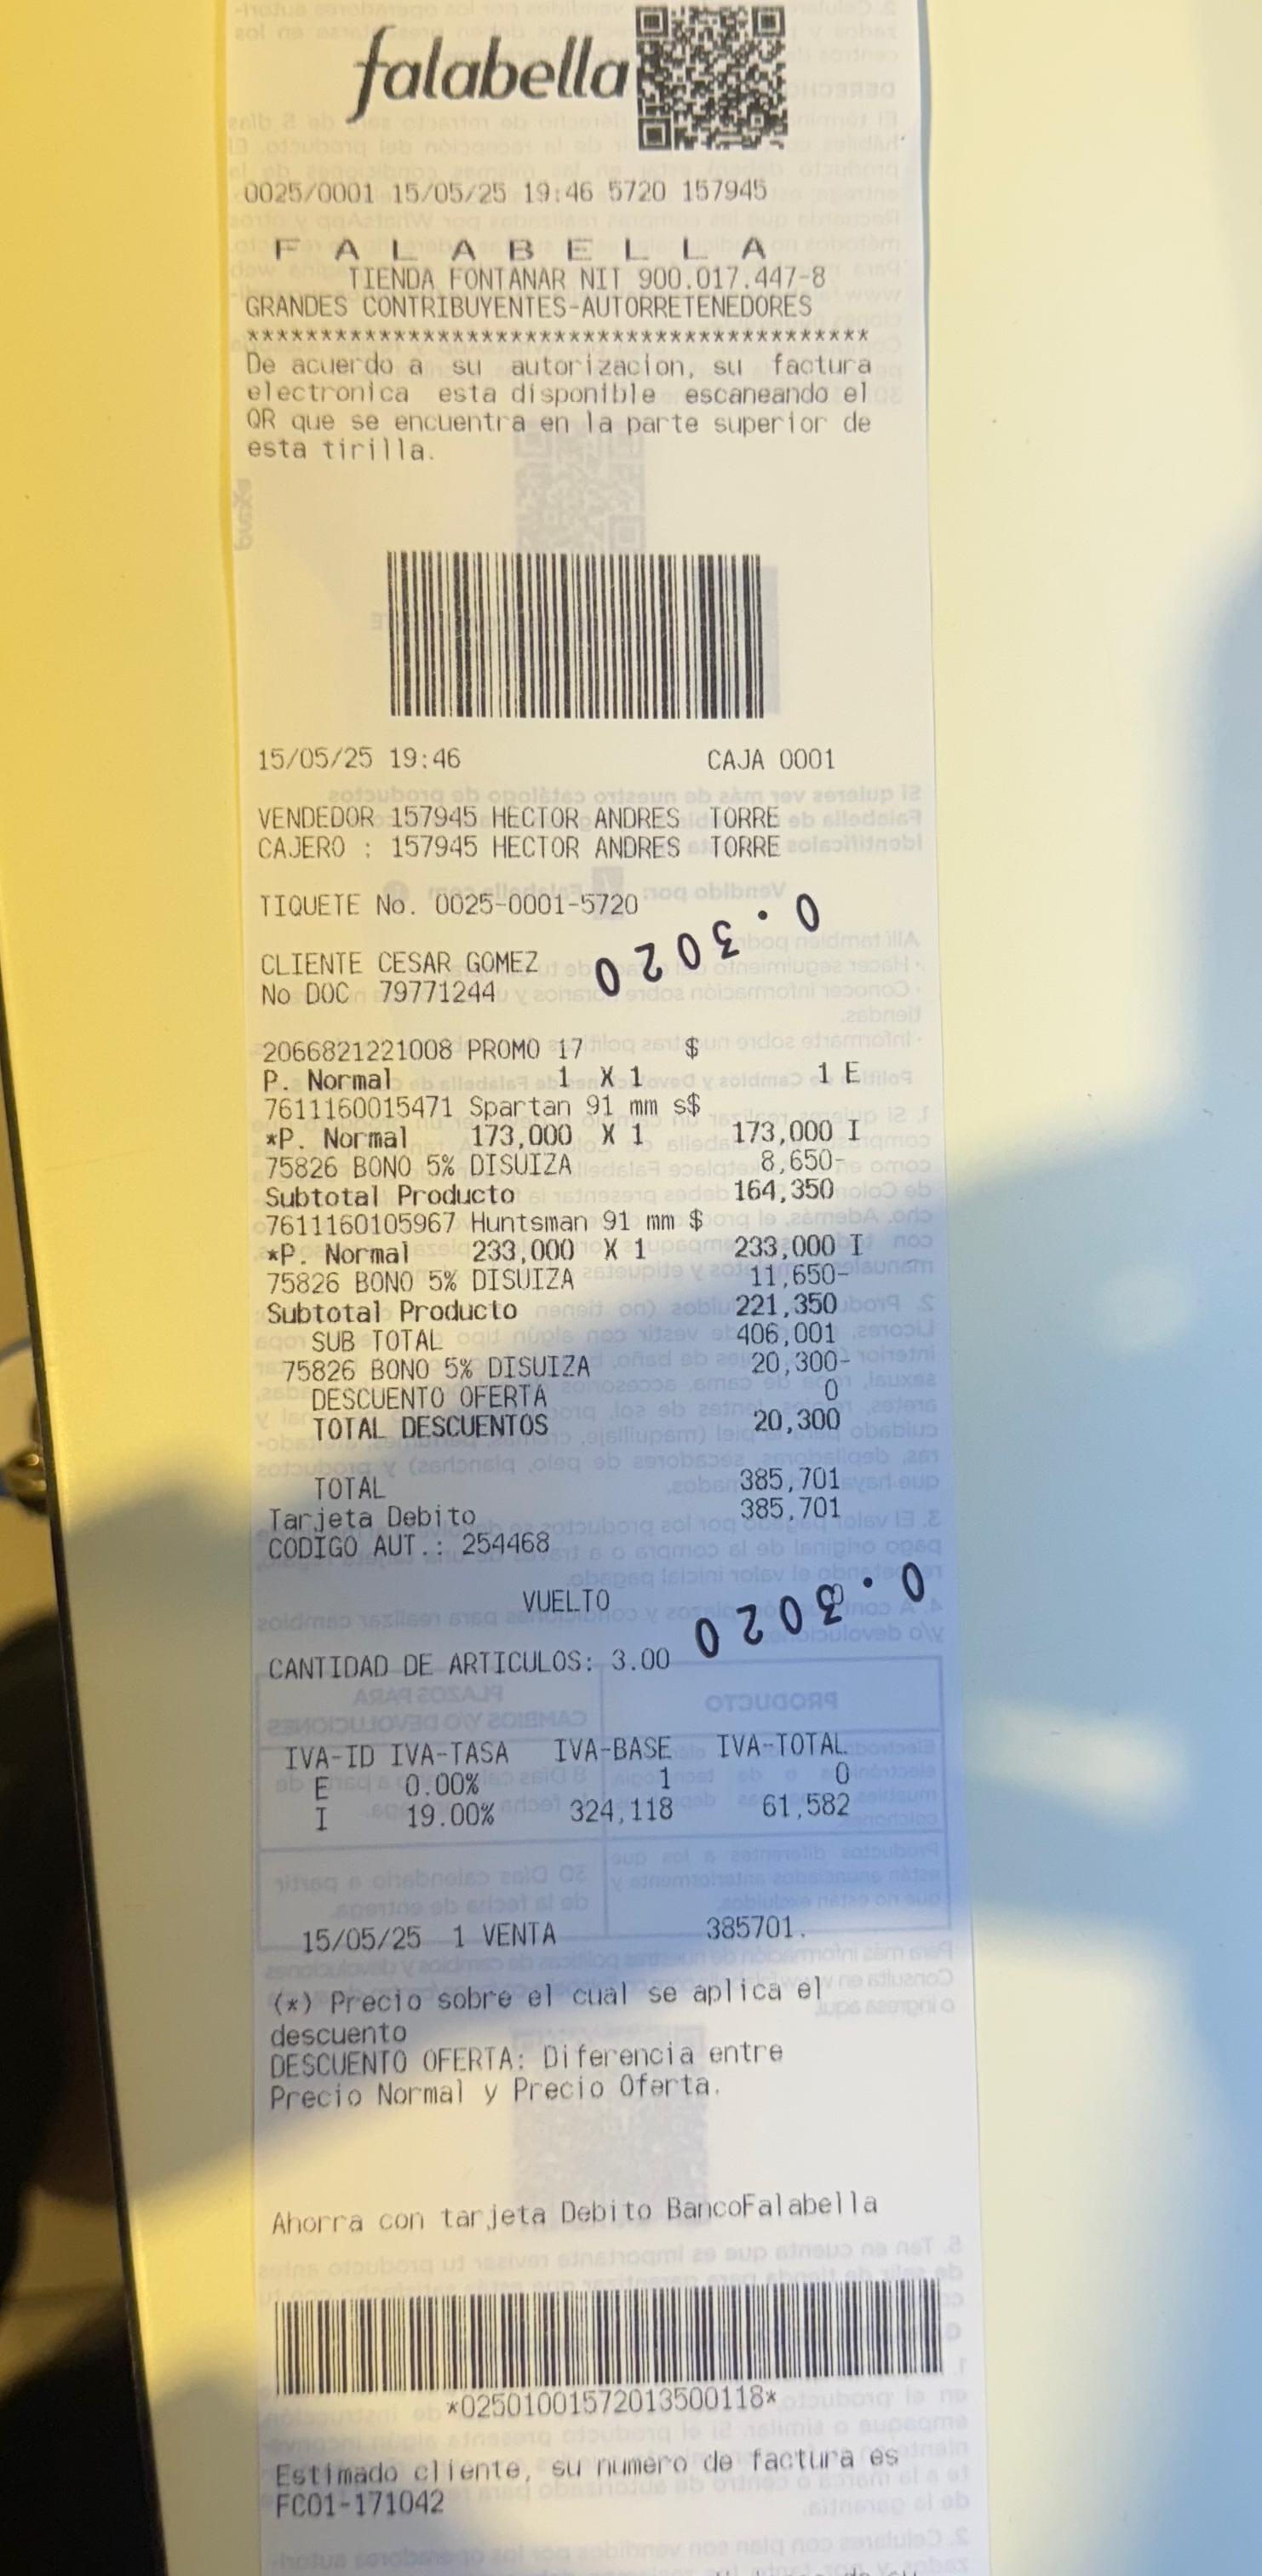 falabella
0025/0001 15/05/25 19:46 5720 157945
F A L A B E L L A
TIENDA FONTANAR NIT 900.017.447-8
GRANDES CONTRIBUYENTES-AUTORRETENEDORES
******************************************
De acuerdo a su autorizacion, su factura
electronica esta disponible escaneando el
QR que se encuentra en la parte superior de
esta tirilla.
15/05/25 19:46 CAJA 0001
VENDEDOR 157945 HECTOR ANDRES TORRE
CAJERO : 157945 HECTOR ANDRES TORRE
TIQUETE No. 0025-0001-5720
0.3020
CLIENTE CESAR GOMEZ
No DOC 79771244
2066821221008 PROMO 17 $
P. Normal 1 X 1 1 E
7611160015471 Spartan 91 mm s$
*P. Normal 173,000 X 1 173,000 I
75826 BONO 5% DISUIZA 8,650-
Subtotal Producto 164,350
7611160105967 Huntsman 91 mm $
*P. Normal 233,000 X 1 233,000 I
75826 BONO 5% DISUIZA 11,650-
Subtotal Producto 221,350
SUB TOTAL 406,001
75826 BONO 5% DISUIZA 20,300-
DESCUENTO OFERTA 0
TOTAL DESCUENTOS 20,300
TOTAL 385,701
Tarjeta Debito 385,701
CODIGO AUT.: 254468
VUELTO
0.3020
CANTIDAD DE ARTICULOS: 3.00
IVA-ID IVA-TASA IVA-BASE IVA-TOTAL
E 0.00% 1 0
I 19.00% 324,118 61,582
15/05/25 1 VENTA 385701.
(*) Precio sobre el cual se aplica el
descuento
DESCUENTO OFERTA: Diferencia entre
Precio Normal y Precio Oferta.
Ahorra con tarjeta Debito BancoFalabella
*02501001572013500118*
Estimado cliente, su numero de factura es
FC01-171042